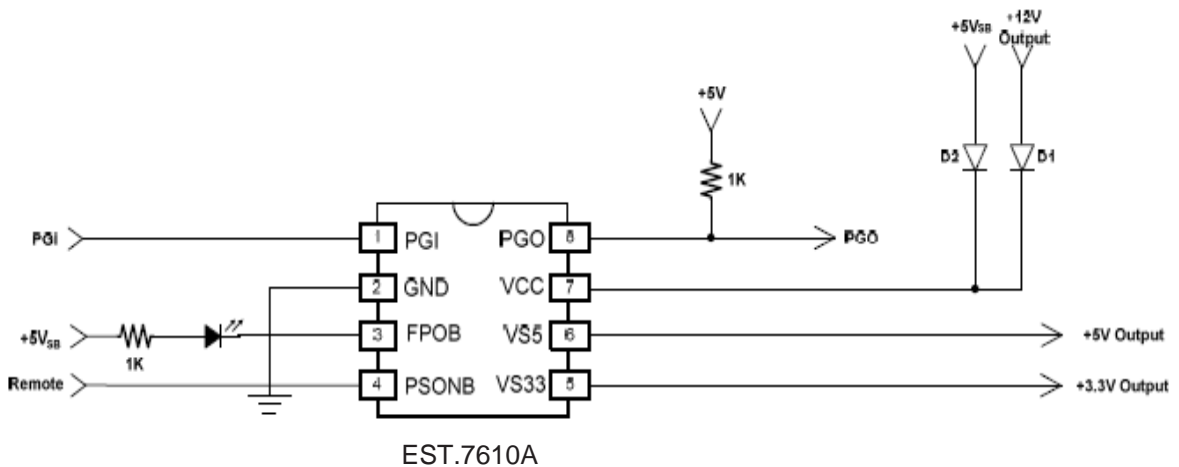 +5VSB
+12V
Output
+5V
D2
D1
1K
PGI
1
PGI
PGO
8
PGO
2
GND
VCC
7
+5VSB
1K
3
FPOB
VS5
6
+5V Output
Remote
4
PSONB
VS33
5
+3.3V Output
EST.7610A